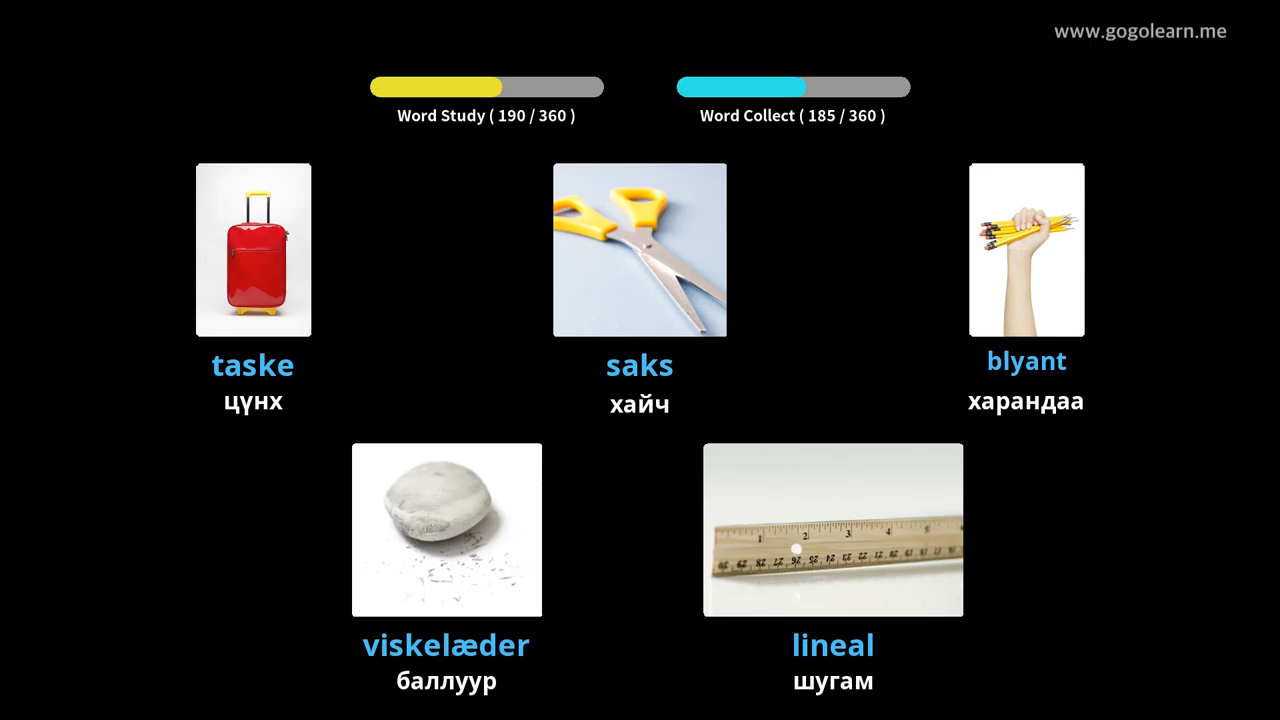 www.gogolearn.me
Word Study ( 190 / 360 )
Word Collect ( 185 / 360 )
taske
цүнх
saks
хайч
blyant
харандаа
viskelæder
баллуур
lineal
шугам